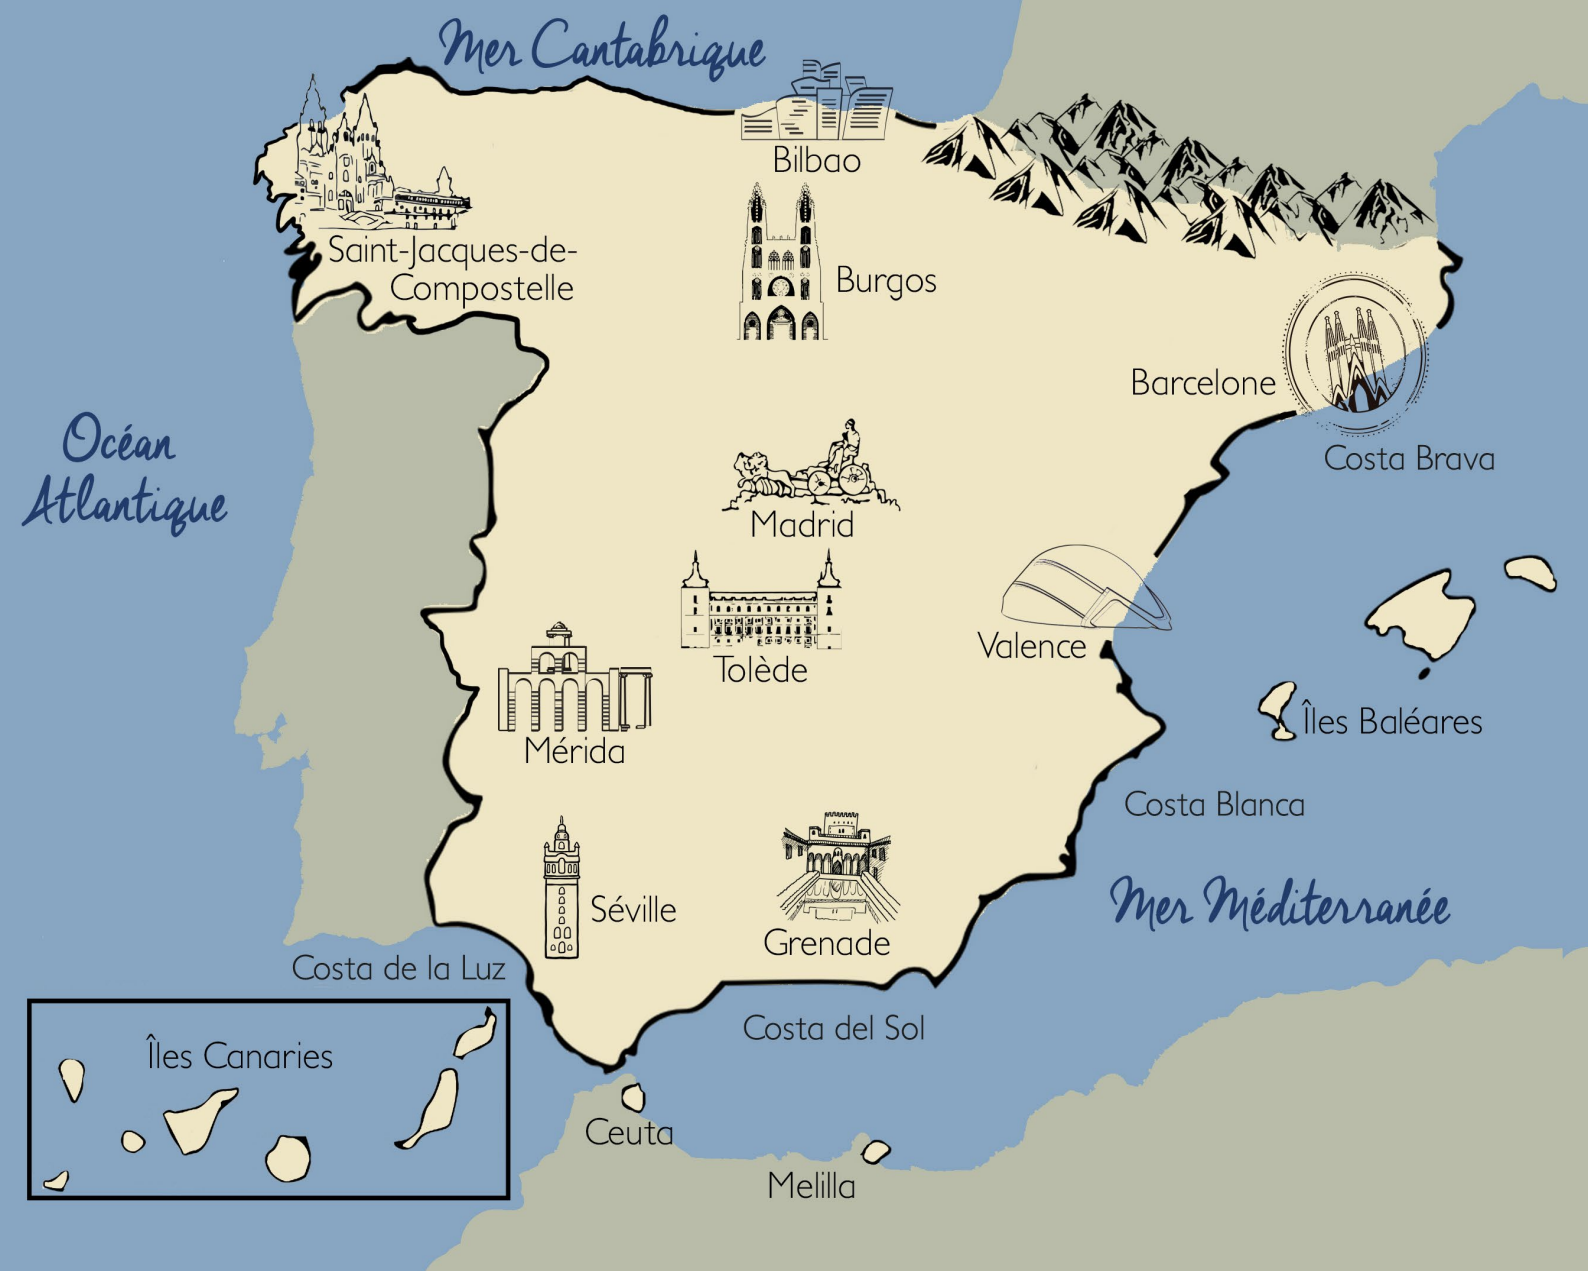 Mer Cantabrique
Bilbao
Saint-Jacques-de-
Compostelle
Burgos
Barcelone
Costa Brava
Océan
Atlantique
Madrid
Valence
Tolède
Îles Baléares
Mérida
Costa Blanca
Mer Méditerranée
Séville
Grenade
Costa de la Luz
Costa del Sol
Îles Canaries
Ceuta
Melilla